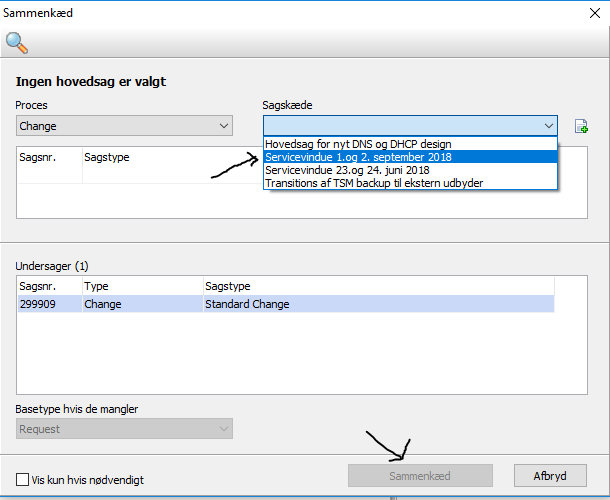 Sammenkæd
Ingen hovedsag er valgt
Proces
Sagskæde
Change
Hovedsag for nyt DNS og DHCP design
Servicevindue 1.og 2. september 2018
Servicevindue 23.og 24. juni 2018
Transitions af TSM backup til ekstern udbyder
Sagsnr. Sagstype
Undersager (1)
Sagsnr. Type Sagstype
299909 Change Standard Change
Basetype hvis de mangler
Request
Vis kun hvis nødvendigt
Sammenkæd
Afbryd